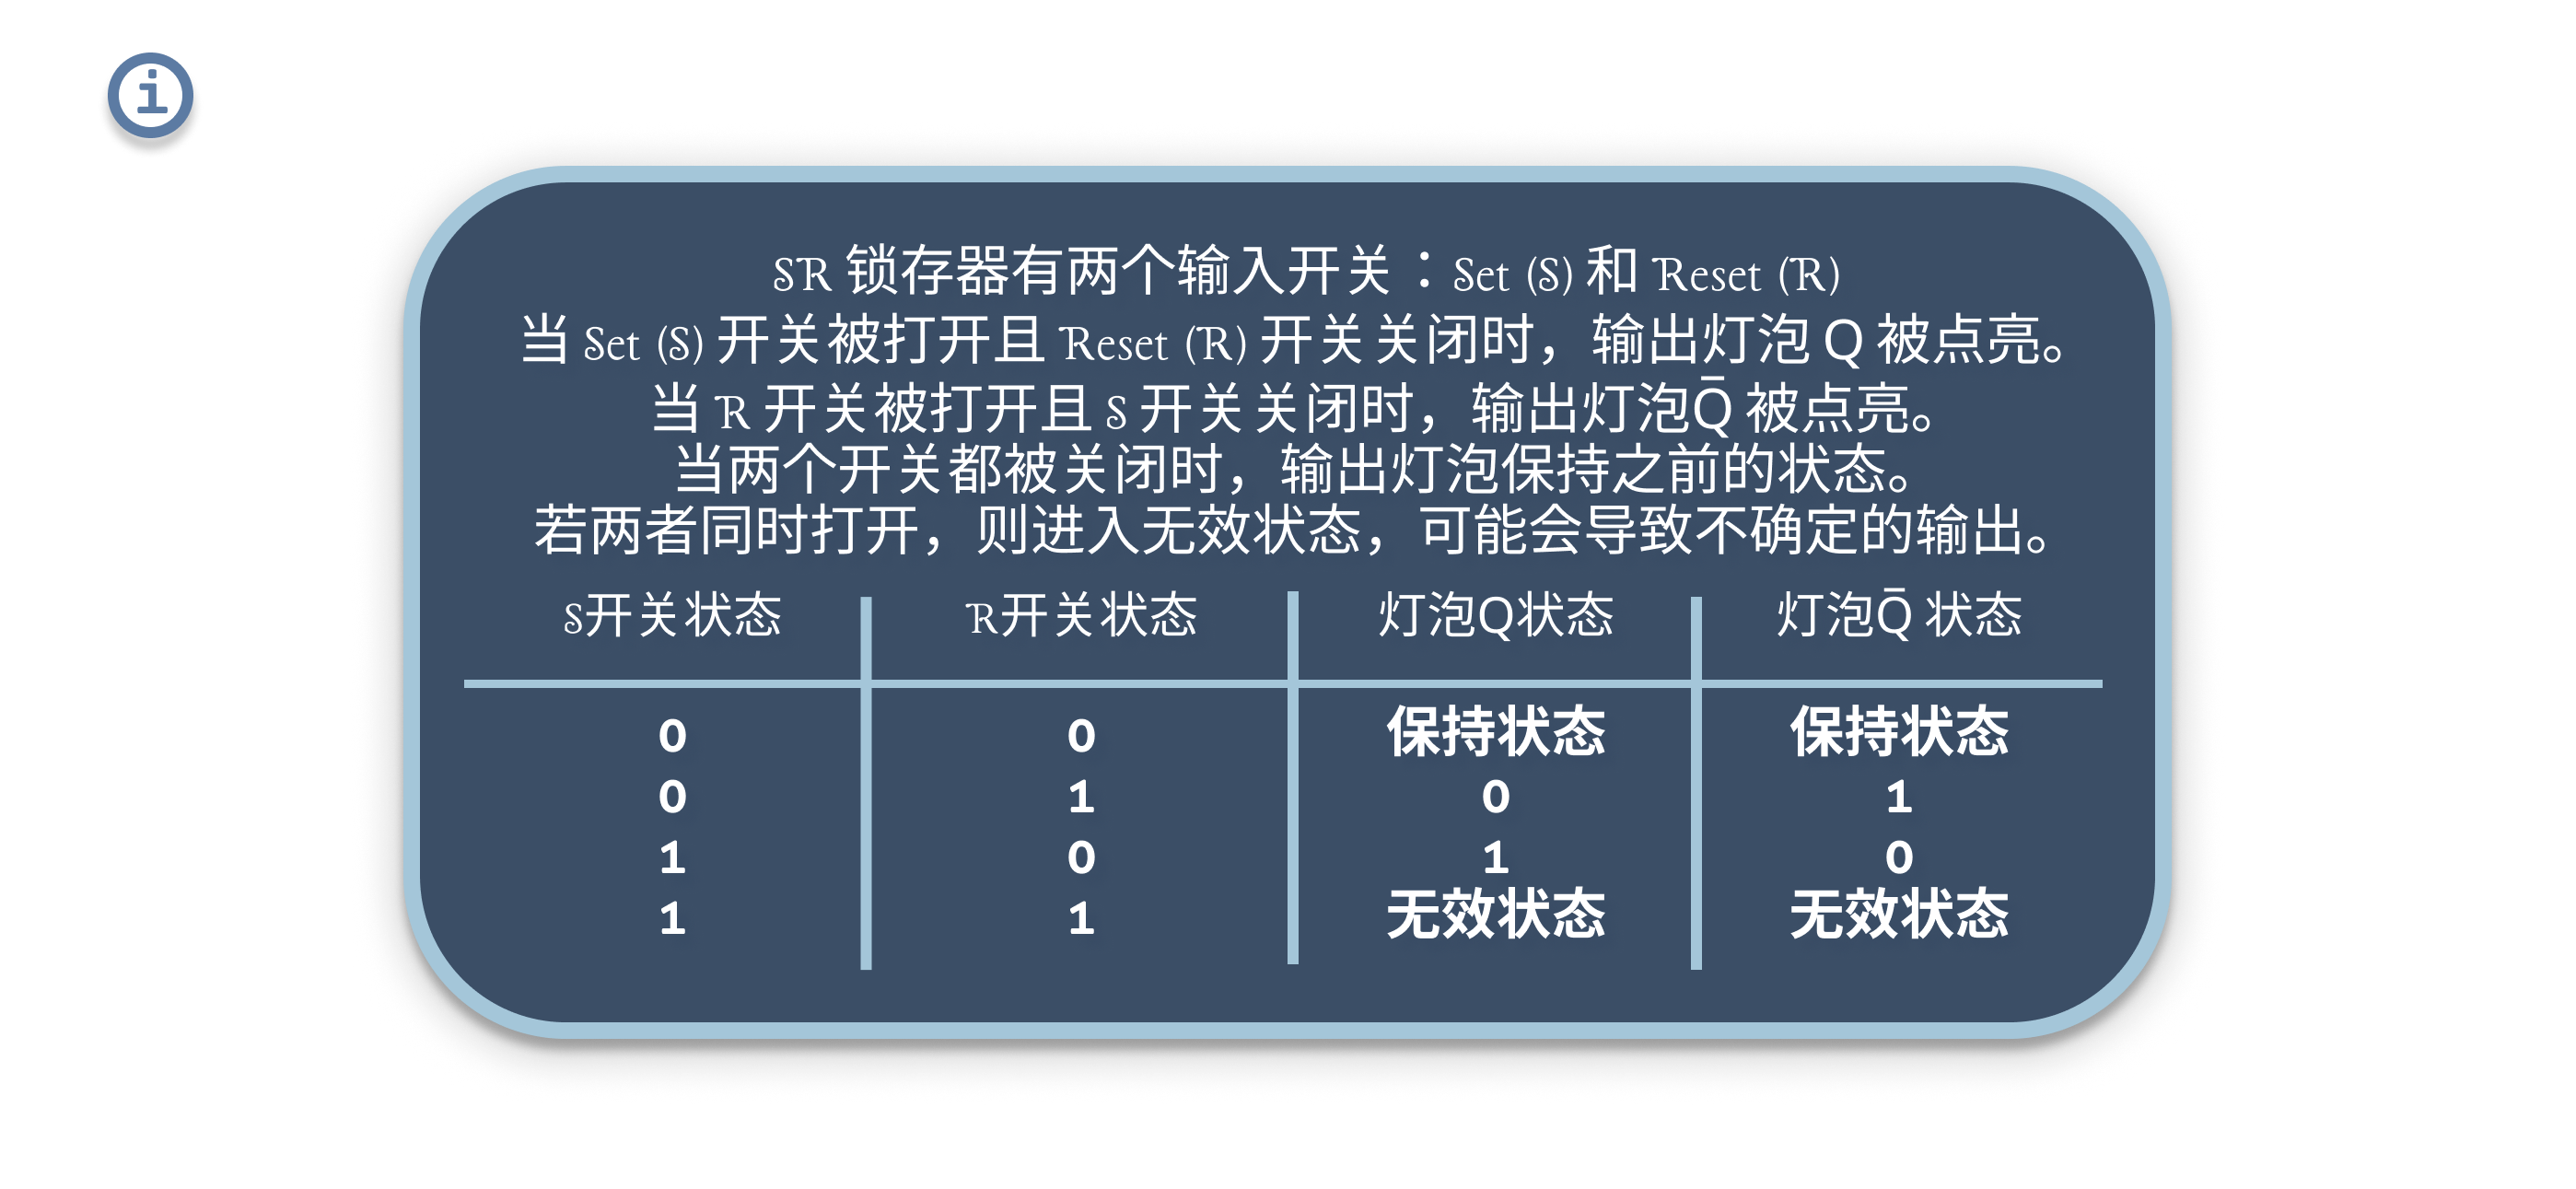 i
SR 锁存器有两个输入开关：Set (S) 和 Reset (R)
当 Set (S) 开关被打开且 Reset (R) 开关关闭时，输出灯泡 Q 被点亮。
当 R 开关被打开且 S 开关关闭时，输出灯泡Q̄ 被点亮。
当两个开关都被关闭时，输出灯泡保持之前的状态。
若两者同时打开，则进入无效状态，可能会导致不确定的输出。
S开关状态 R开关状态 灯泡Q状态 灯泡Q̄ 状态
0 0 保持状态 保持状态
0 1 0 1
1 0 1 0
1 1 无效状态 无效状态